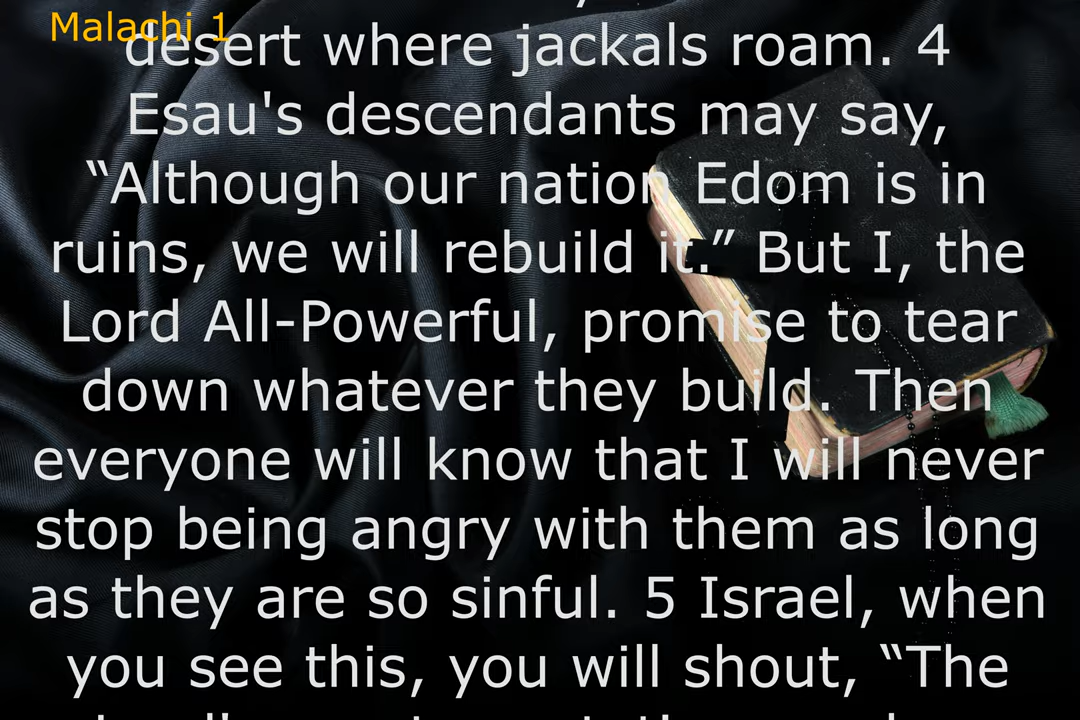 Malachi 1
desert where jackals roam. 4
Esau's descendants may say,
“Although our nation Edom is in
ruins, we will rebuild it.” But I, the
Lord All-Powerful, promise to tear
down whatever they build. Then
everyone will know that I will never
stop being angry with them as long
as they are so sinful. 5 Israel, when
you see this, you will shout, “The